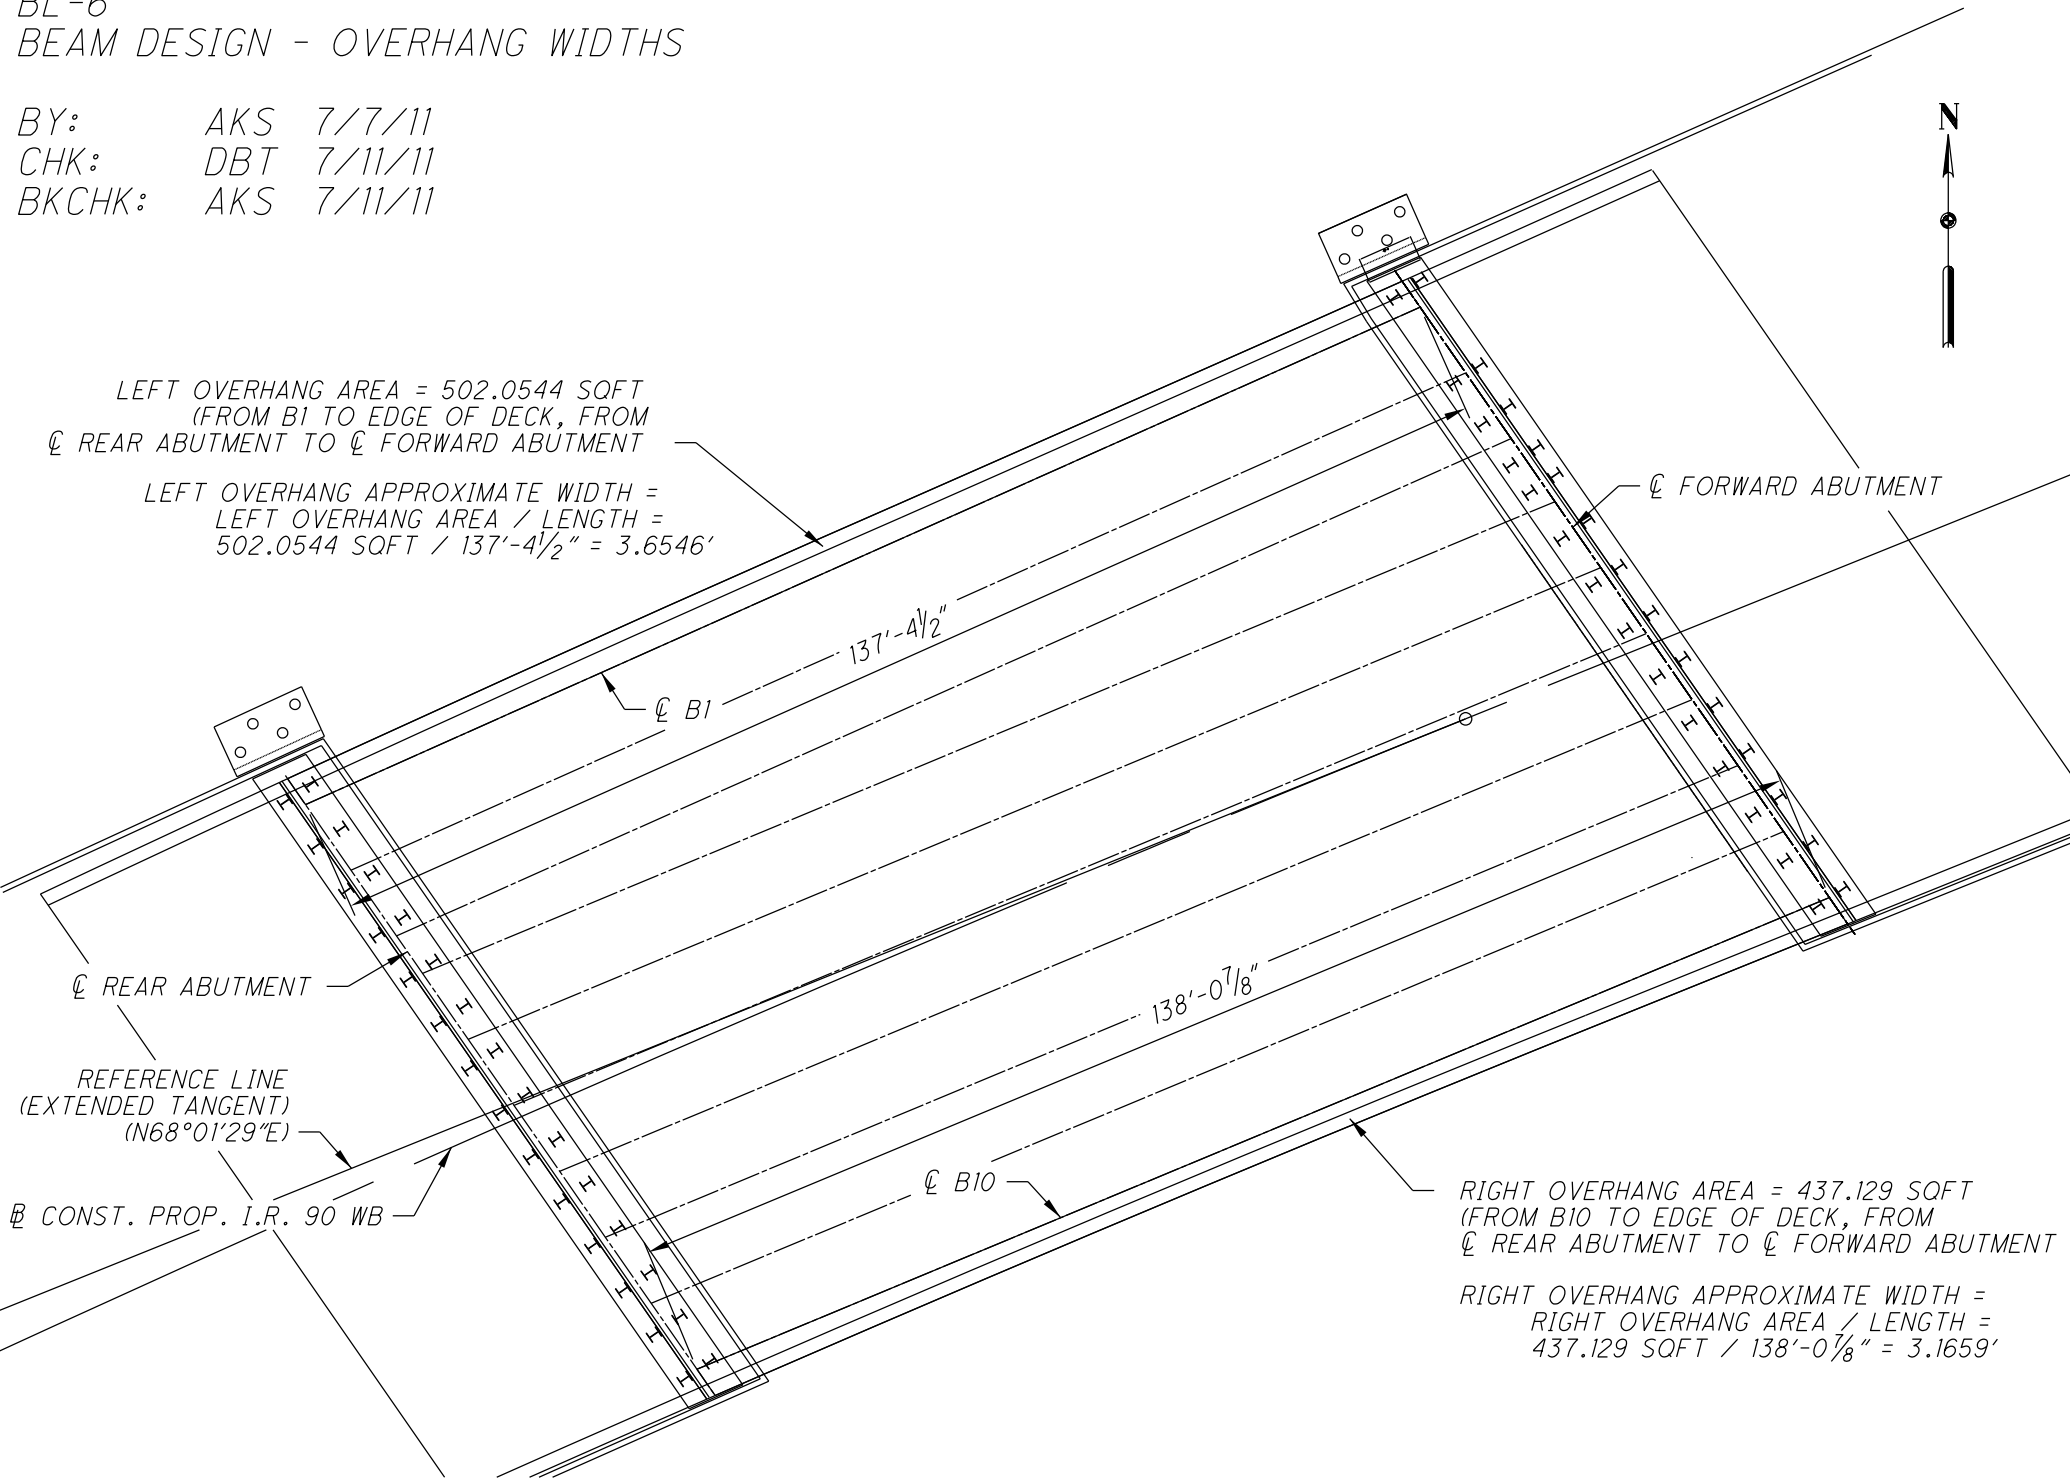 BL-6
BEAM DESIGN - OVERHANG WIDTHS
BY: AKS 7/7/11
CHK: DBT 7/11/11
BKCHK: AKS 7/11/11
N
LEFT OVERHANG AREA = 502.0544 SQFT
(FROM B1 TO EDGE OF DECK, FROM
℄ REAR ABUTMENT TO ℄ FORWARD ABUTMENT
LEFT OVERHANG APPROXIMATE WIDTH =
LEFT OVERHANG AREA / LENGTH =
502.0544 SQFT / 137'-4½" = 3.6546'
℄ FORWARD ABUTMENT
137'-4½"
℄ B1
℄ REAR ABUTMENT
138'-0⅞"
REFERENCE LINE
(EXTENDED TANGENT)
(N68°01'29"E)
℄ B10
B CONST. PROP. I.R. 90 WB
RIGHT OVERHANG AREA = 437.129 SQFT
(FROM B10 TO EDGE OF DECK, FROM
℄ REAR ABUTMENT TO ℄ FORWARD ABUTMENT
RIGHT OVERHANG APPROXIMATE WIDTH =
RIGHT OVERHANG AREA / LENGTH =
437.129 SQFT / 138'-0⅞" = 3.1659'